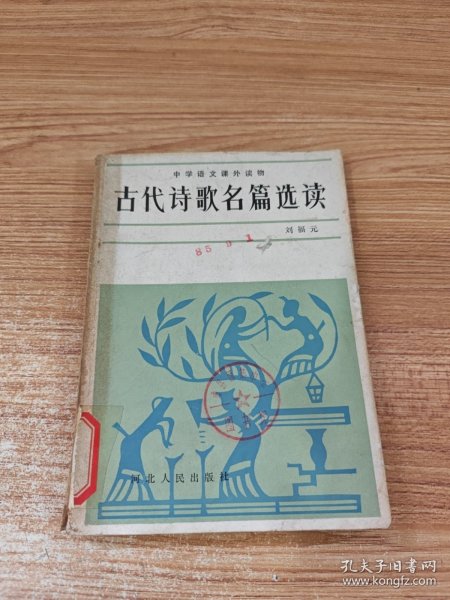 中学语文课外读物
古代诗歌名篇选读
刘福元
85 9 1
河北人民出版社
孔夫子旧书网
www.kongfz.com